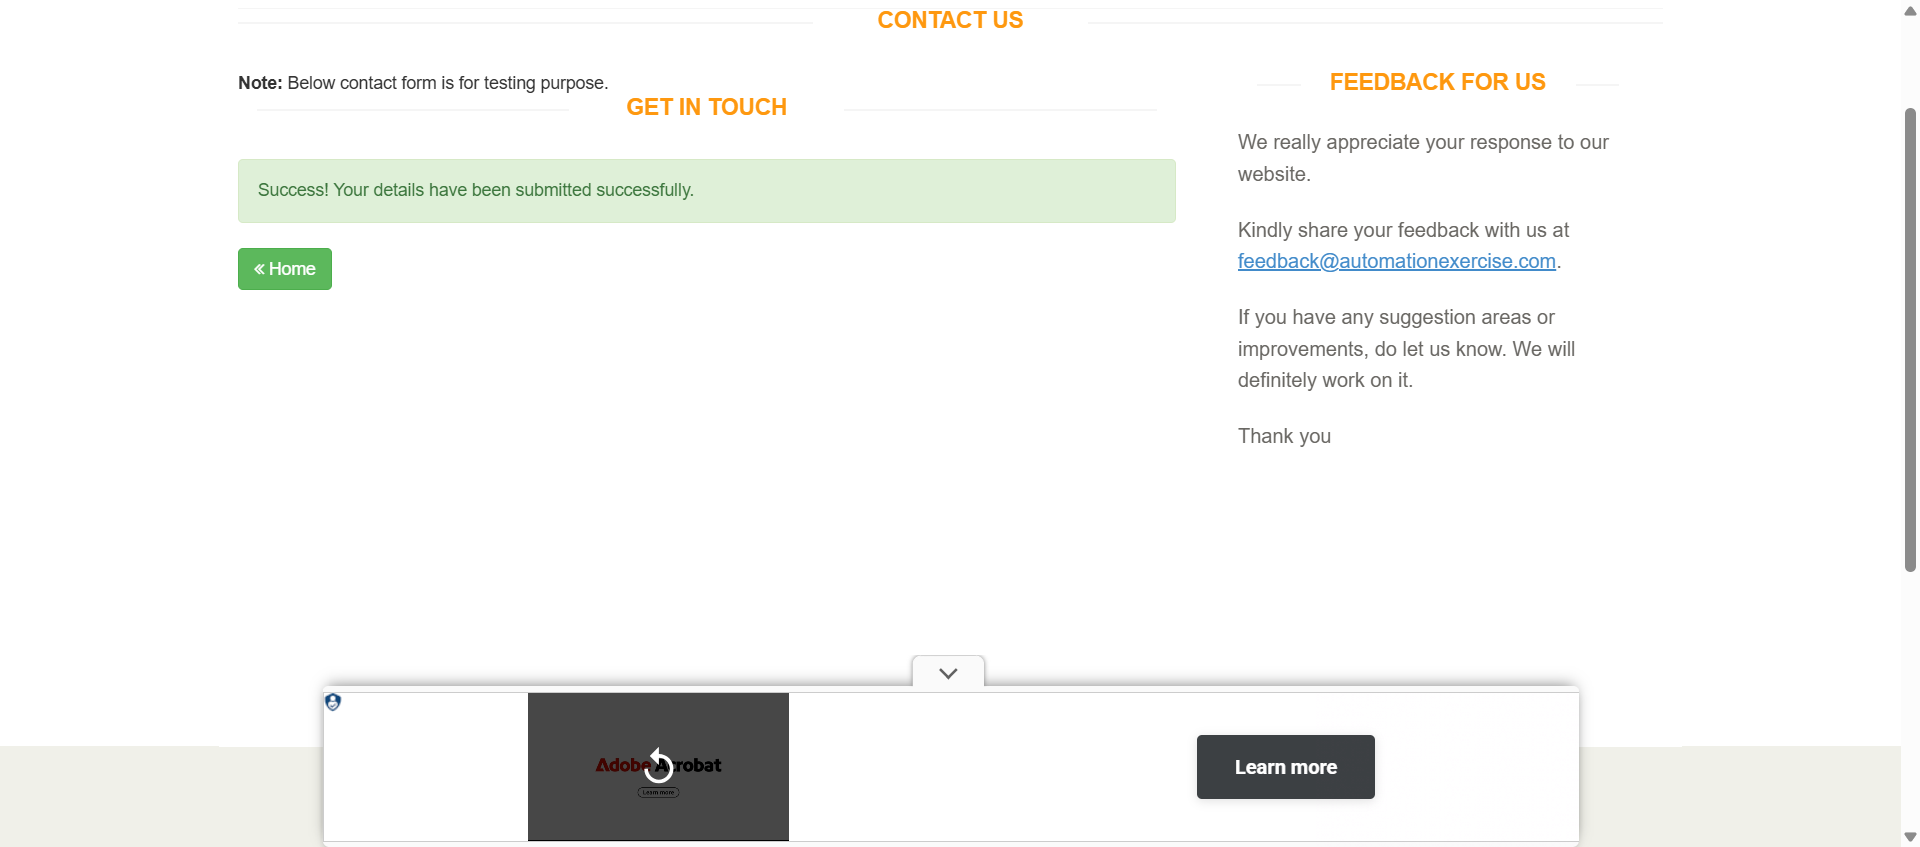 CONTACT US
Note: Below contact form is for testing purpose.
GET IN TOUCH
Success! Your details have been submitted successfully.
« Home
FEEDBACK FOR US
We really appreciate your response to our
website.
Kindly share your feedback with us at
feedback@automationexercise.com.
If you have any suggestion areas or
improvements, do let us know. We will
definitely work on it.
Thank you
Adobe Acrobat
Learn more
Learn more